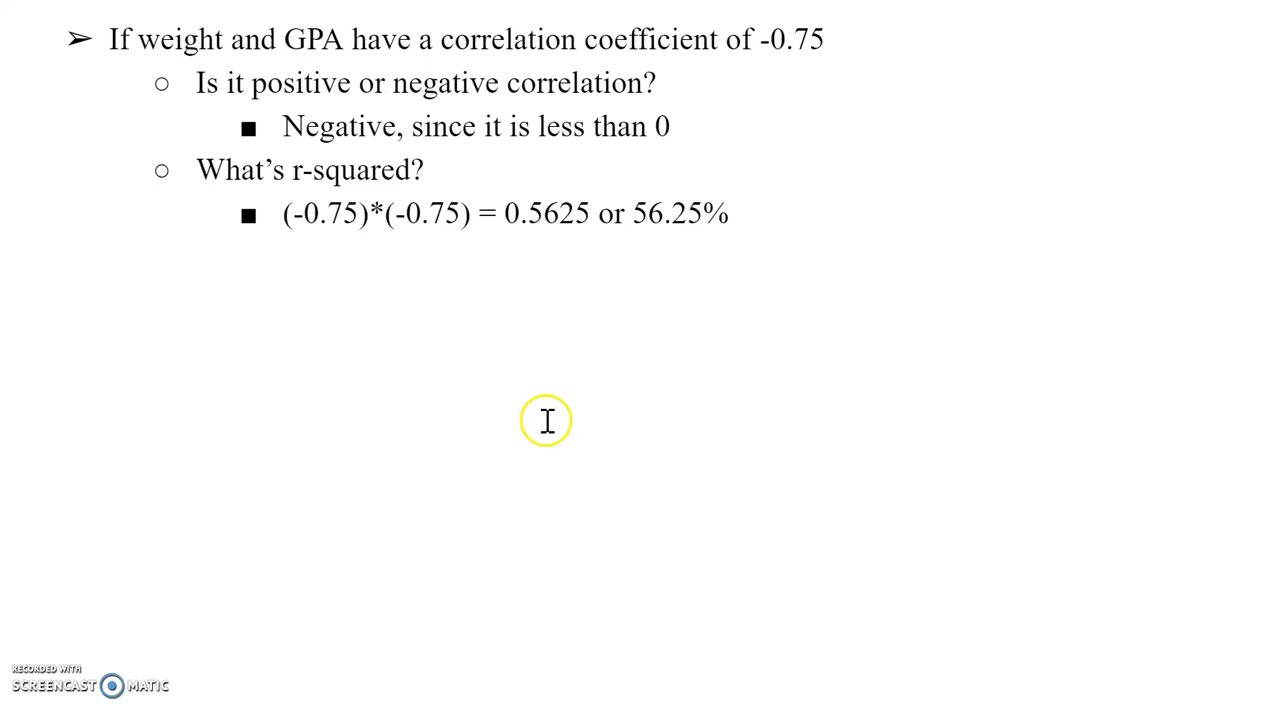 ➢ If weight and GPA have a correlation coefficient of -0.75
○ Is it positive or negative correlation?
■ Negative, since it is less than 0
○ What’s r-squared?
■ (-0.75)*(-0.75) = 0.5625 or 56.25%
RECORDED WITH
SCREENCAST MATIC